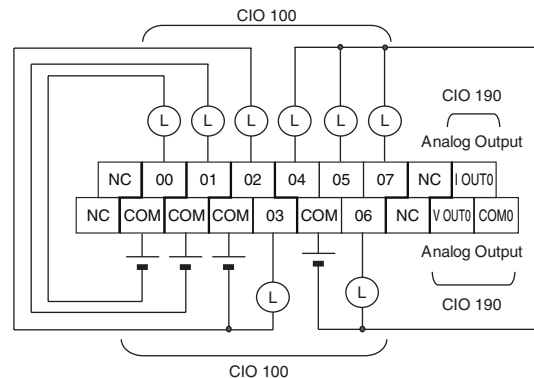 CIO 100
L L L L L L
CIO 190
Analog Output
NC 00 01 02 04 05 07 NC I OUT0
NC COM COM COM 03 COM 06 NC V OUT0 COM0
L L
Analog Output
CIO 190
CIO 100